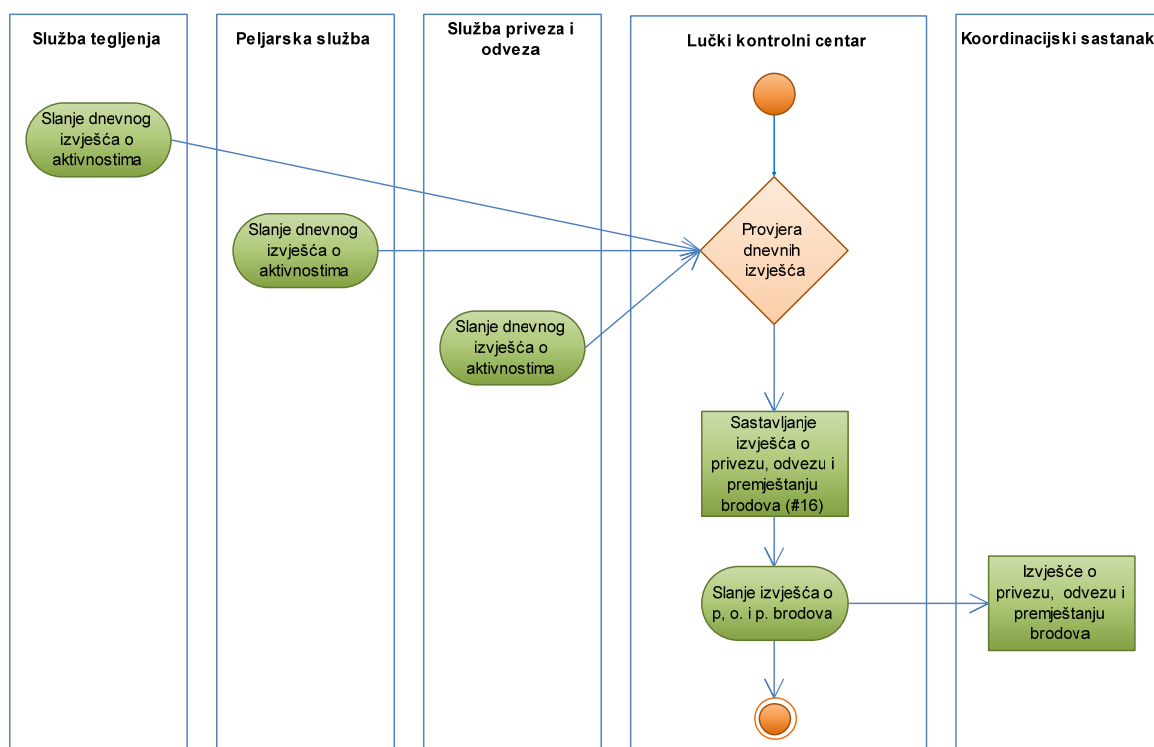 Služba tegljenja
Peljarska služba
Služba priveza i
odveza
Lučki kontrolni centar
Koordinacijski sastanak
Slanje dnevnog
izvješća o
aktivnostima
Slanje dnevnog
izvješća o
aktivnostima
Slanje dnevnog
izvješća o
aktivnostima
Provjera
dnevnih
izvješća
Sastavljanje
izvješća o
privezu, odvezu i
premještanju
brodova (#16)
Slanje izvješća o
p, o. i p. brodova
Izvješće o
privezu, odvezu i
premještanju
brodova